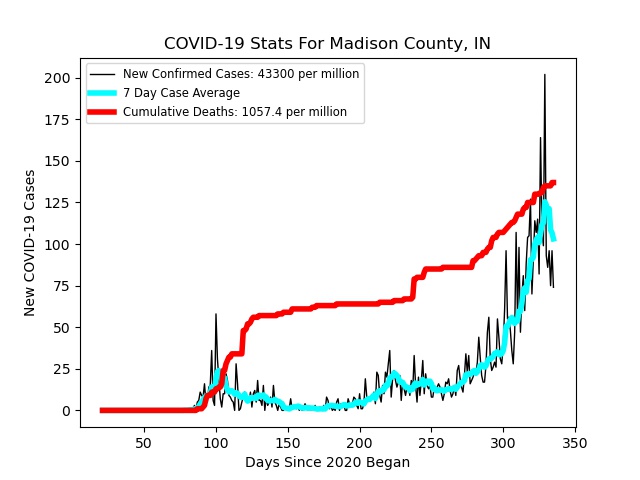 COVID-19 Stats For Madison County, IN
New Confirmed Cases: 43300 per million
7 Day Case Average
Cumulative Deaths: 1057.4 per million
New COVID-19 Cases
200
175
150
125
100
75
50
25
0
50 100 150 200 250 300 350
Days Since 2020 Began